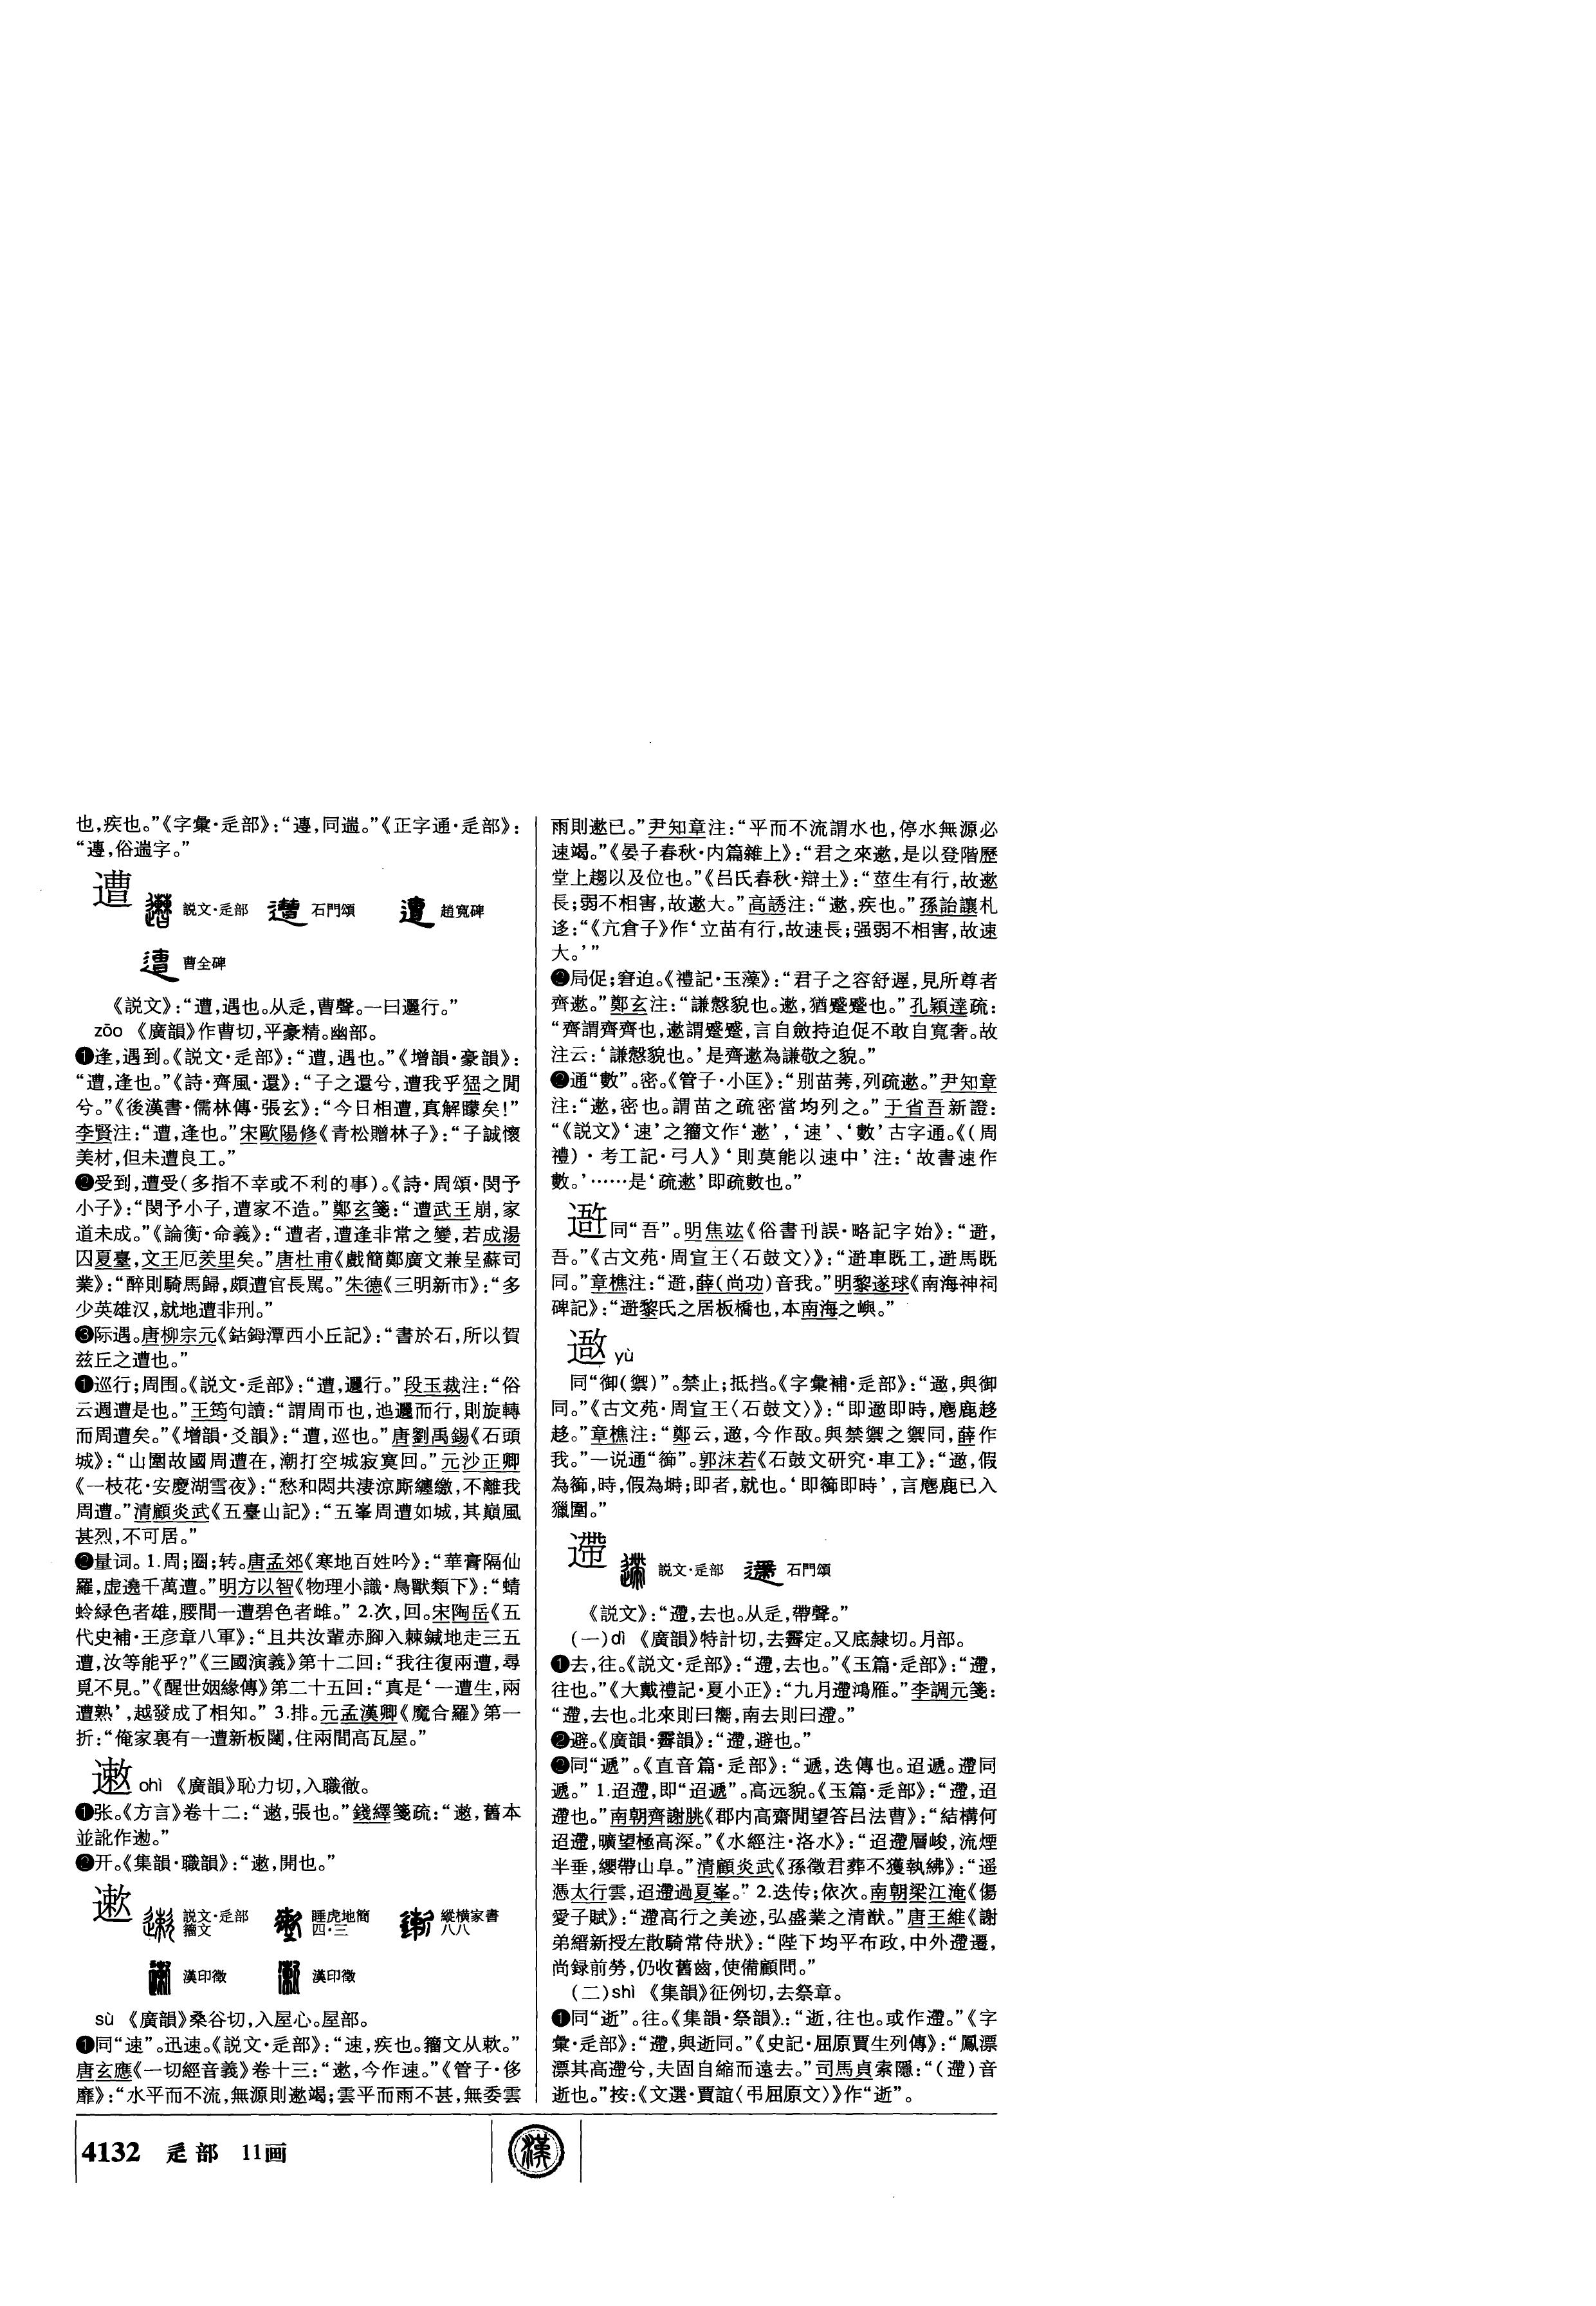 也，疾也。”《字彙·辵部》：“遳，同遄。”《正字通·辵部》：
“遳，俗遄字。”
遭 説文·辵部 石門頌 趙寬碑
曹全碑
《説文》：“遭，遇也。从辵，曹聲。一曰邐行。”
zāo 《廣韻》作曹切，平豪精。幽部。
❶逢，遇到。《説文·辵部》：“遭，遇也。”《增韻·豪韻》：
“遭，逢也。”《詩·齊風·還》：“子之還兮，遭我乎猺之閒
兮。”《後漢書·儒林傳·張玄》：“今日相遭，真解矇矣！”
李賢注：“遭，逢也。”宋歐陽修《青松贈林子》：“子誠懷
美材，但未遭良工。”
❷受到，遭受(多指不幸或不利的事)。《詩·周頌·閔予
小子》：“閔予小子，遭家不造。”鄭玄箋：“遭武王崩，家
道未成。”《論衡·命義》：“遭者，遭逢非常之變，若成湯
囚夏臺，文王厄羑里矣。”唐杜甫《戲簡鄭廣文兼呈蘇司
業》：“醉則騎馬歸，頗遭官長駡。”朱德《三明新市》：“多
少英雄汉，就地遭非刑。”
❸际遇。唐柳宗元《鈷鉧潭西小丘記》：“書於石，所以賀
兹丘之遭也。”
❶巡行；周围。《説文·辵部》：“遭，邐行。”段玉裁注：“俗
云週遭是也。”王筠句讀：“謂周帀也，迆邐而行，則旋轉
而周遭矣。”《增韻·爻韻》：“遭，巡也。”唐劉禹錫《石頭
城》：“山圍故國周遭在，潮打空城寂寞回。”元沙正卿
《一枝花·安慶湖雪夜》：“愁和悶共淒涼厮纏繳，不離我
周遭。”清顧炎武《五臺山記》：“五峯周遭如城，其巔風
甚烈，不可居。”
❷量词。1.周；圈；转。唐孟郊《寒地百姓吟》：“華膏隔仙
羅，虚遶千萬遭。”明方以智《物理小識·鳥獸類下》：“蜻
蛉緑色者雄，腰間一遭碧色者雌。” 2.次，回。宋陶岳《五
代史補·王彦章八軍》：“且共汝輩赤腳入棘鍼地走三五
遭，汝等能乎？”《三國演義》第十二回：“我往復兩遭，尋
覓不見。”《醒世姻緣傳》第二十五回：“真是‘一遭生，兩
遭熟’，越發成了相知。” 3.排。元孟漢卿《魔合羅》第一
折：“俺家裏有一遭新板闥，住兩間高瓦屋。”
遫 chì 《廣韻》恥力切，入職徹。
❶张。《方言》卷十二：“遫，張也。”錢繹箋疏：“遫，舊本
並訛作。”
❷开。《集韻·職韻》：“遫，開也。”
遬 説文·辵部 籀文 睡虎地簡 四·三 縱橫家書 八八
漢印徵 漢印徵
sù 《廣韻》桑谷切，入屋心。屋部。
❶同“速”。迅速。《説文·辵部》：“速，疾也。籀文从欶。”
唐玄應《一切經音義》卷十三：“遬，今作速。”《管子·侈
靡》：“水平而不流，無源則遬竭；雲平而雨不甚，無委雲
雨則遬已。”尹知章注：“平而不流謂水也，停水無源必
速竭。”《晏子春秋·内篇雜上》：“君之來遬，是以登階歷
堂上趨以及位也。”《吕氏春秋·辯土》：“莖生有行，故遬
長；弱不相害，故遬大。”高誘注：“遬，疾也。”孫詒讓札
迻：“《亢倉子》作‘立苗有行，故速長；强弱不相害，故速
大。’”
❷局促；窘迫。《禮記·玉藻》：“君子之容舒遲，見所尊者
齊遬。”鄭玄注：“謙慤貌也。遬，猶蹙蹙也。”孔穎達疏：
“齊謂齊齊也，遬謂蹙蹙，言自斂持迫促不敢自寬奢。故
注云：‘謙慤貌也。’是齊遬為謙敬之貌。”
❷通“數”。密。《管子·小匡》：“别苗莠，列疏遬。”尹知章
注：“遬，密也。謂苗之疏密當均列之。”于省吾新證：
“《説文》‘速’之籀文作‘遬’，‘速’、‘數’古字通。《(周
禮)·考工記·弓人》‘則莫能以速中’注：‘故書速作
數。’……是‘疏遬’即疏數也。”
䢩 同“吾”。明焦竑《俗書刊誤·略記字始》：“䢩，
吾。”《古文苑·周宣王〈石鼓文〉》：“䢩車既工，䢩馬既
同。”章樵注：“䢩，薛(尚功)音我。”明黎遂球《南海神祠
碑記》：“䢩黎氏之居板橋也，本南海之嶼。”
yù
同“御(禦)”。禁止；抵挡。《字彙補·辵部》：“，與御
同。”《古文苑·周宣王〈石鼓文〉》：“即即時，麀鹿趍
趍。”章樵注：“鄭云，，今作敔。與禁禦之禦同，薛作
我。”一说通“篽”。郭沫若《石鼓文研究·車工》：“，假
為篽，時，假為塒；即者，就也。‘即篽即時’，言麀鹿已入
獵圍。”
遰 説文·辵部 石門頌
《説文》：“遰，去也。从辵，帶聲。”
(一)dì 《廣韻》特計切，去霽定。又底隸切。月部。
❶去，往。《説文·辵部》：“遰，去也。”《玉篇·辵部》：“遰，
往也。”《大戴禮記·夏小正》：“九月遰鴻雁。”李調元箋：
“遰，去也。北來則曰嚮，南去則曰遰。”
❷避。《廣韻·霽韻》：“遰，避也。”
❷同“遞”。《直音篇·辵部》：“遞，迭傳也。迢遞。遰同
遞。” 1.迢遰，即“迢遞”。高远貌。《玉篇·辵部》：“遰，迢
遰也。”南朝齊謝朓《郡内高齋閒望答吕法曹》：“結構何
迢遰，曠望極高深。”《水經注·洛水》：“迢遰層峻，流煙
半垂，纓帶山阜。”清顧炎武《孫徵君葬不獲執紼》：“遥
憑太行雲，迢遰過夏峯。” 2.迭传；依次。南朝梁江淹《傷
愛子賦》：“遰高行之美迹，弘盛業之清猷。”唐王維《謝
弟縉新授左散騎常侍狀》：“陛下均平布政，中外遰遷，
尚録前勞，仍收舊齒，使備顧問。”
(二)shì 《集韻》征例切，去祭章。
❶同“逝”。往。《集韻·祭韻》：“逝，往也。或作遰。”《字
彙·辵部》：“遰，與逝同。”《史記·屈原賈生列傳》：“鳳漂
漂其高遰兮，夫固自縮而遠去。”司馬貞索隱：“(遰)音
逝也。”按：《文選·賈誼〈弔屈原文〉》作“逝”。
4132 辵部 11画
漢